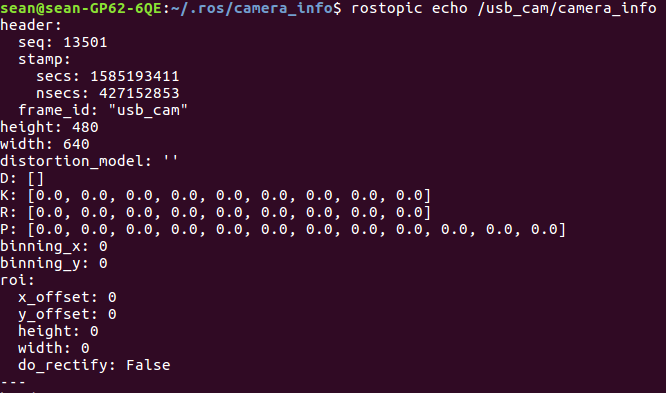 sean@sean-GP62-6QE:~/.ros/camera_info$ rostopic echo /usb_cam/camera_info
header:
  seq: 13501
  stamp:
    secs: 1585193411
    nsecs: 427152853
  frame_id: "usb_cam"
height: 480
width: 640
distortion_model: ''
D: []
K: [0.0, 0.0, 0.0, 0.0, 0.0, 0.0, 0.0, 0.0, 0.0]
R: [0.0, 0.0, 0.0, 0.0, 0.0, 0.0, 0.0, 0.0, 0.0]
P: [0.0, 0.0, 0.0, 0.0, 0.0, 0.0, 0.0, 0.0, 0.0, 0.0, 0.0, 0.0]
binning_x: 0
binning_y: 0
roi:
  x_offset: 0
  y_offset: 0
  height: 0
  width: 0
  do_rectify: False
---